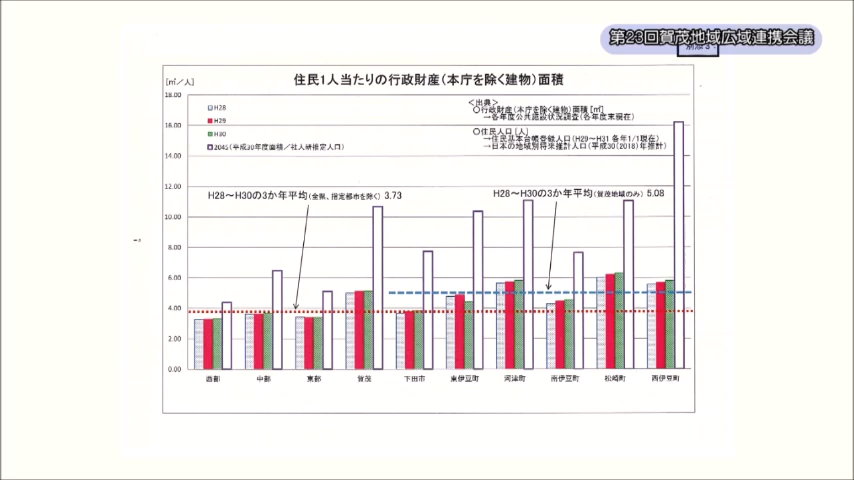 第23回賀茂地域広域連携会議
住民1人当たりの行政財産(本庁を除く建物)面積
[㎡/人]
18.00
16.00
14.00
12.00
10.00
8.00
6.00
4.00
2.00
0.00
H28
H29
H30
2045(平成30年度面積/社人研推定人口)
<出典>
○行政財産(本庁を除く建物)面積[㎡]
→各年度公共施設状況調査(各年度末現在)
○住民人口[人]
→住民基本台帳登載人口(H29~H31 各年1/1現在)
→日本の地域別将来推計人口(平成30(2018)年推計)
H28~H30の3か年平均(全県、指定都市を除く) 3.73
H28~H30の3か年平均(賀茂地域のみ) 5.08
西部
中部
東部
賀茂
下田市
東伊豆町
河津町
南伊豆町
松崎町
西伊豆町